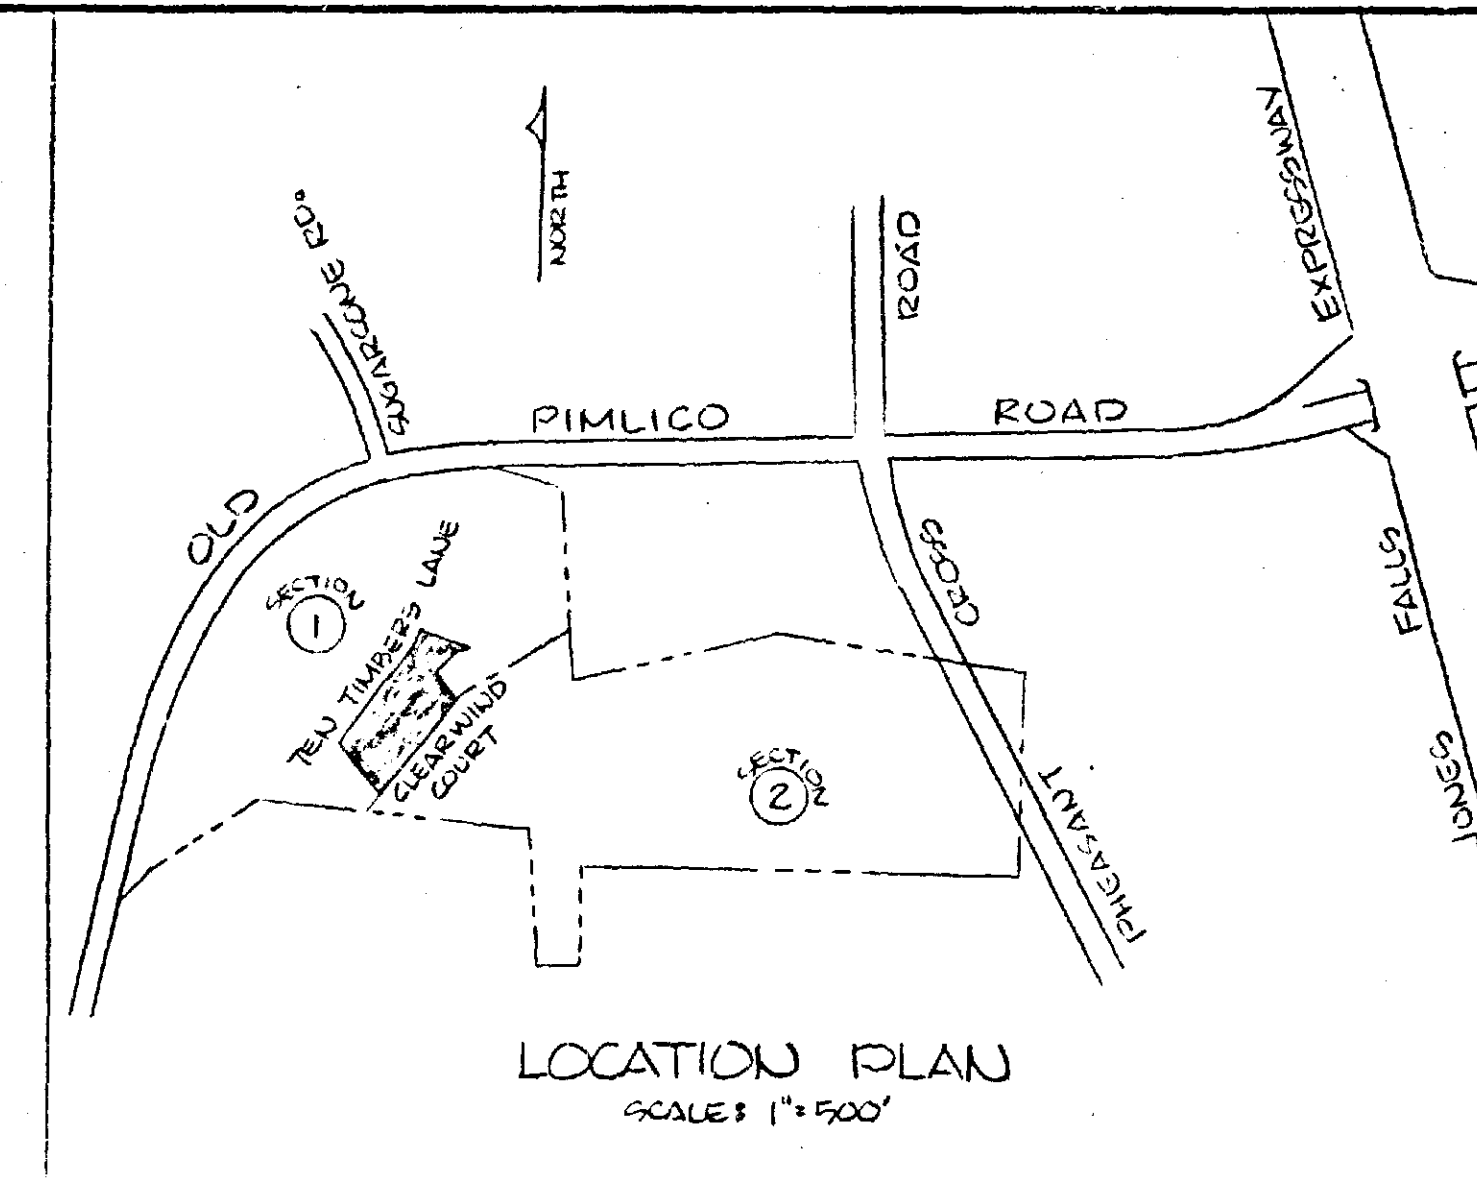 EXPRESSWAY
NORTH
SUGARCONE RD.
ROAD
PIMLICO ROAD
OLD
SECTION
1
TEN TIMBERS LANE
CLEARWIND
COURT
CROSS
FALLS
SECTION
2
PHEASANT
JONES
LOCATION PLAN
SCALE: 1"=500'